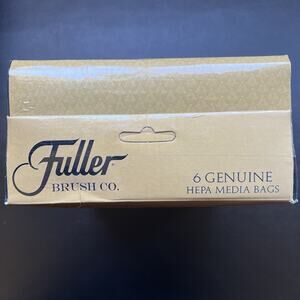 Fuller
BRUSH CO.
6 GENUINE
HEPA MEDIA BAGS